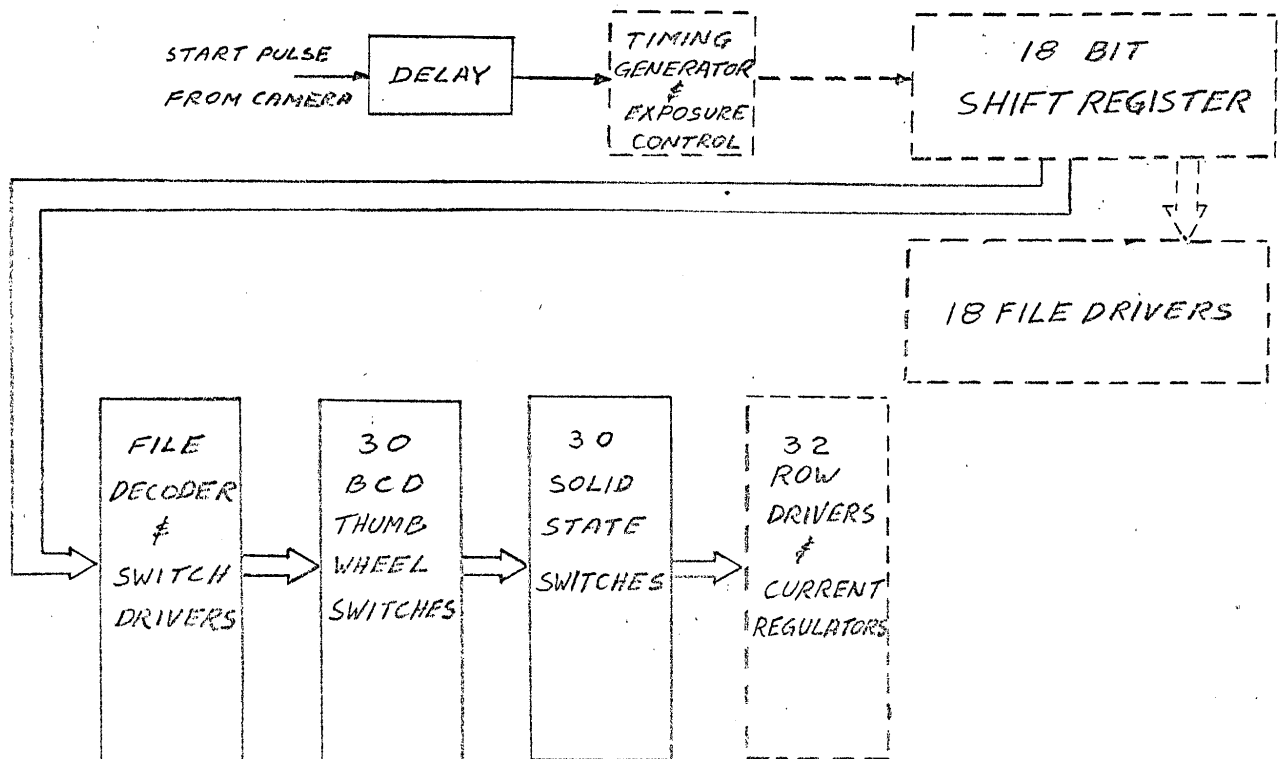 START PULSE
FROM CAMERA
DELAY
TIMING
GENERATOR
&
EXPOSURE
CONTROL
18 BIT
SHIFT REGISTER
18 FILE DRIVERS
FILE
DECODER
&
SWITCH
DRIVERS
30
BCD
THUMB
WHEEL
SWITCHES
30
SOLID
STATE
SWITCHES
32
ROW
DRIVERS
&
CURRENT
REGULATORS